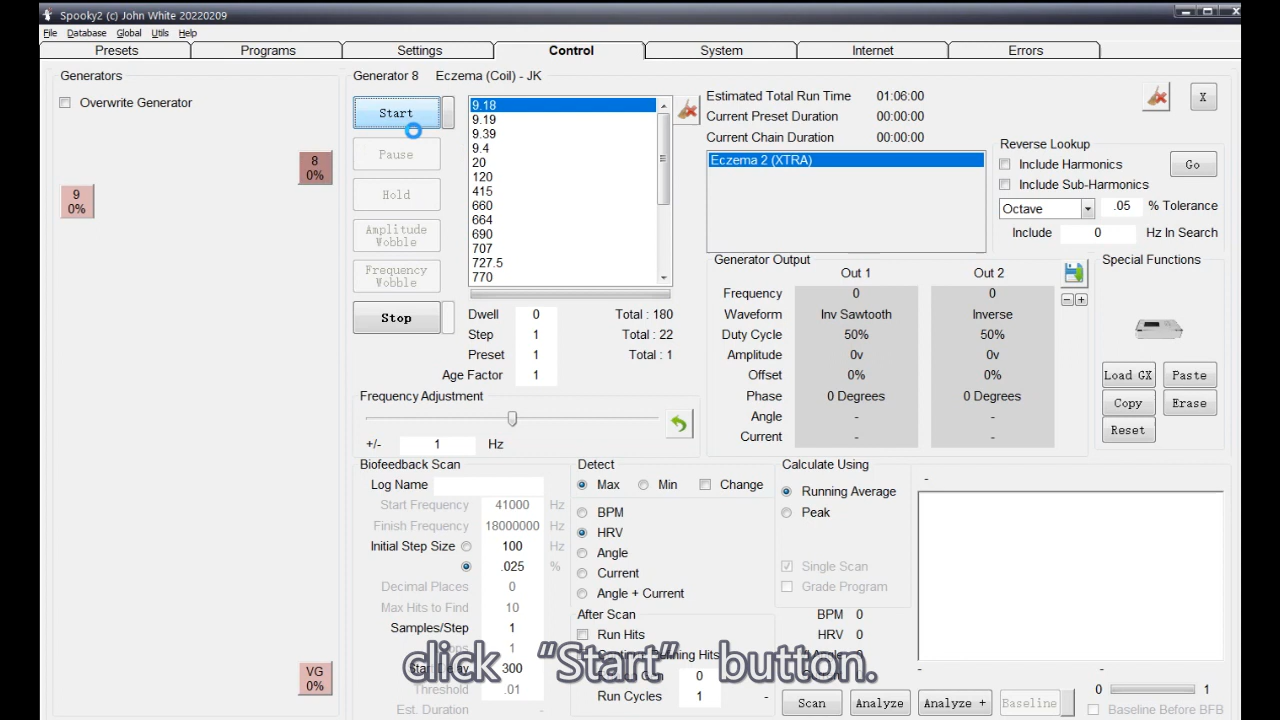 Spooky2 (c) John White 20220209
File Database Global Utils Help
Presets Programs Settings Control System Internet Errors
Generators
Overwrite Generator
8
0%
9
0%
VG
0%
Generator 8 Eczema (Coil) - JK
Start
Pause
Hold
Amplitude
Wobble
Frequency
Wobble
Stop
9.18
9.19
9.39
9.4
20
120
415
660
664
690
707
727.5
770
Dwell 0 Total : 180
Step 1 Total : 22
Preset 1 Total : 1
Age Factor 1
Frequency Adjustment
+/- 1 Hz
Estimated Total Run Time 01:06:00
Current Preset Duration 00:00:00
Current Chain Duration 00:00:00
Eczema 2 (XTRA)
X
Reverse Lookup
Include Harmonics
Include Sub-Harmonics
Go
Octave .05 % Tolerance
Include 0 Hz In Search
Generator Output
Out 1 Out 2
Frequency 0 0
Waveform Inv Sawtooth Inverse
Duty Cycle 50% 50%
Amplitude 0v 0v
Offset 0% 0%
Phase 0 Degrees 0 Degrees
Angle - -
Current - -
Special Functions
Load GX Paste
Copy Erase
Reset
Biofeedback Scan
Log Name
Start Frequency 41000 Hz
Finish Frequency 18000000 Hz
Initial Step Size 100 Hz
.025 %
Decimal Places 0
Max Hits to Find 10
Samples/Step 1
1
Start Delay 300
Threshold .01
Est. Duration -
Detect
Max Min Change
BPM
HRV
Angle
Current
Angle + Current
After Scan
Run Hits
Hits
0
Run Cycles 1 -
Calculate Using
Running Average
Peak
Single Scan
Grade Program
BPM 0
HRV 0
-
- -
0 1
Scan Analyze Analyze + Baseline
Baseline Before BFB
click “Start” button.